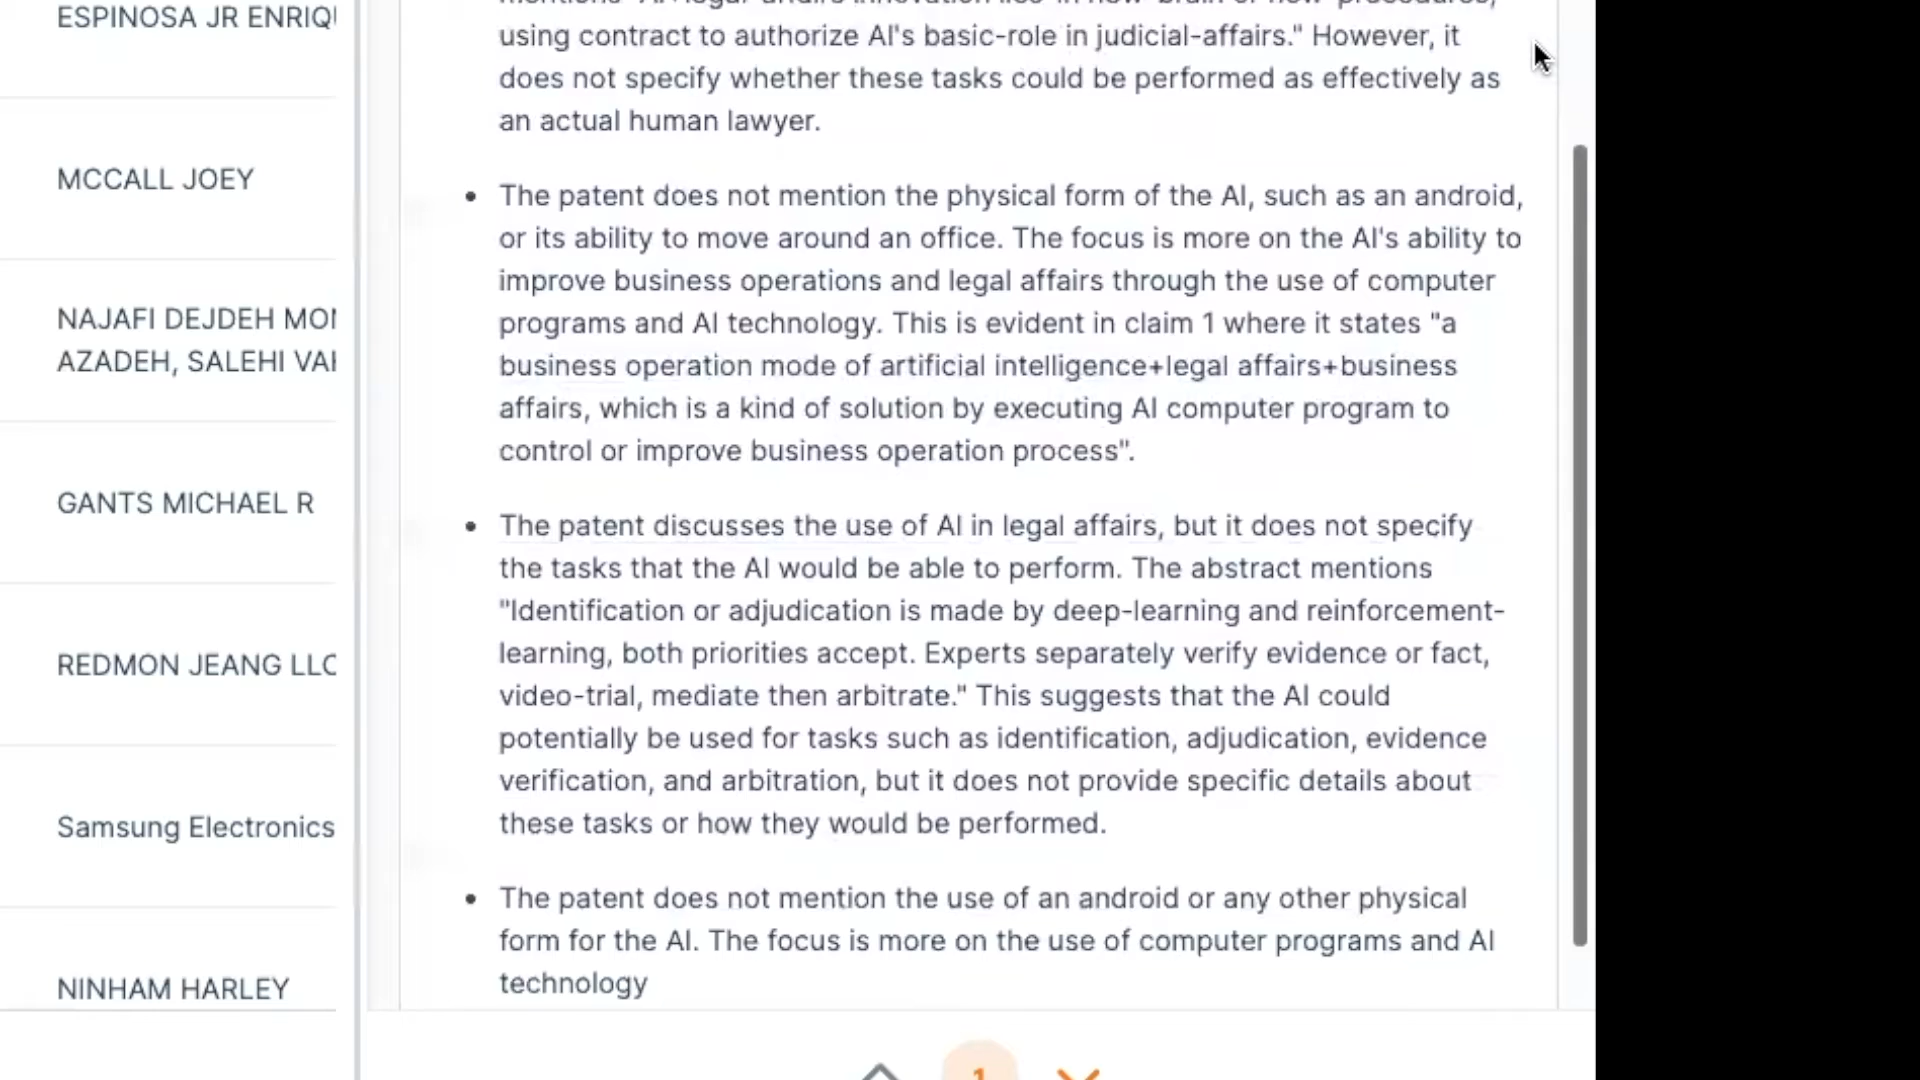 ESPINOSA JR
MCCALL JOEY
NAJAFI DEJDEH
AZADEH, SALEHI
GANTS MICHAEL R
REDMON JEANG
Samsung Electronics
NINHAM HARLEY
using contract to authorize AI's basic-role in judicial-affairs." However, it
does not specify whether these tasks could be performed as effectively as
an actual human lawyer.
• The patent does not mention the physical form of the AI, such as an android,
or its ability to move around an office. The focus is more on the AI's ability to
improve business operations and legal affairs through the use of computer
programs and AI technology. This is evident in claim 1 where it states "a
business operation mode of artificial intelligence+legal affairs+business
affairs, which is a kind of solution by executing AI computer program to
control or improve business operation process".
• The patent discusses the use of AI in legal affairs, but it does not specify
the tasks that the AI would be able to perform. The abstract mentions
"Identification or adjudication is made by deep-learning and reinforcement-
learning, both priorities accept. Experts separately verify evidence or fact,
video-trial, mediate then arbitrate." This suggests that the AI could
potentially be used for tasks such as identification, adjudication, evidence
verification, and arbitration, but it does not provide specific details about
these tasks or how they would be performed.
• The patent does not mention the use of an android or any other physical
form for the AI. The focus is more on the use of computer programs and AI
technology
1